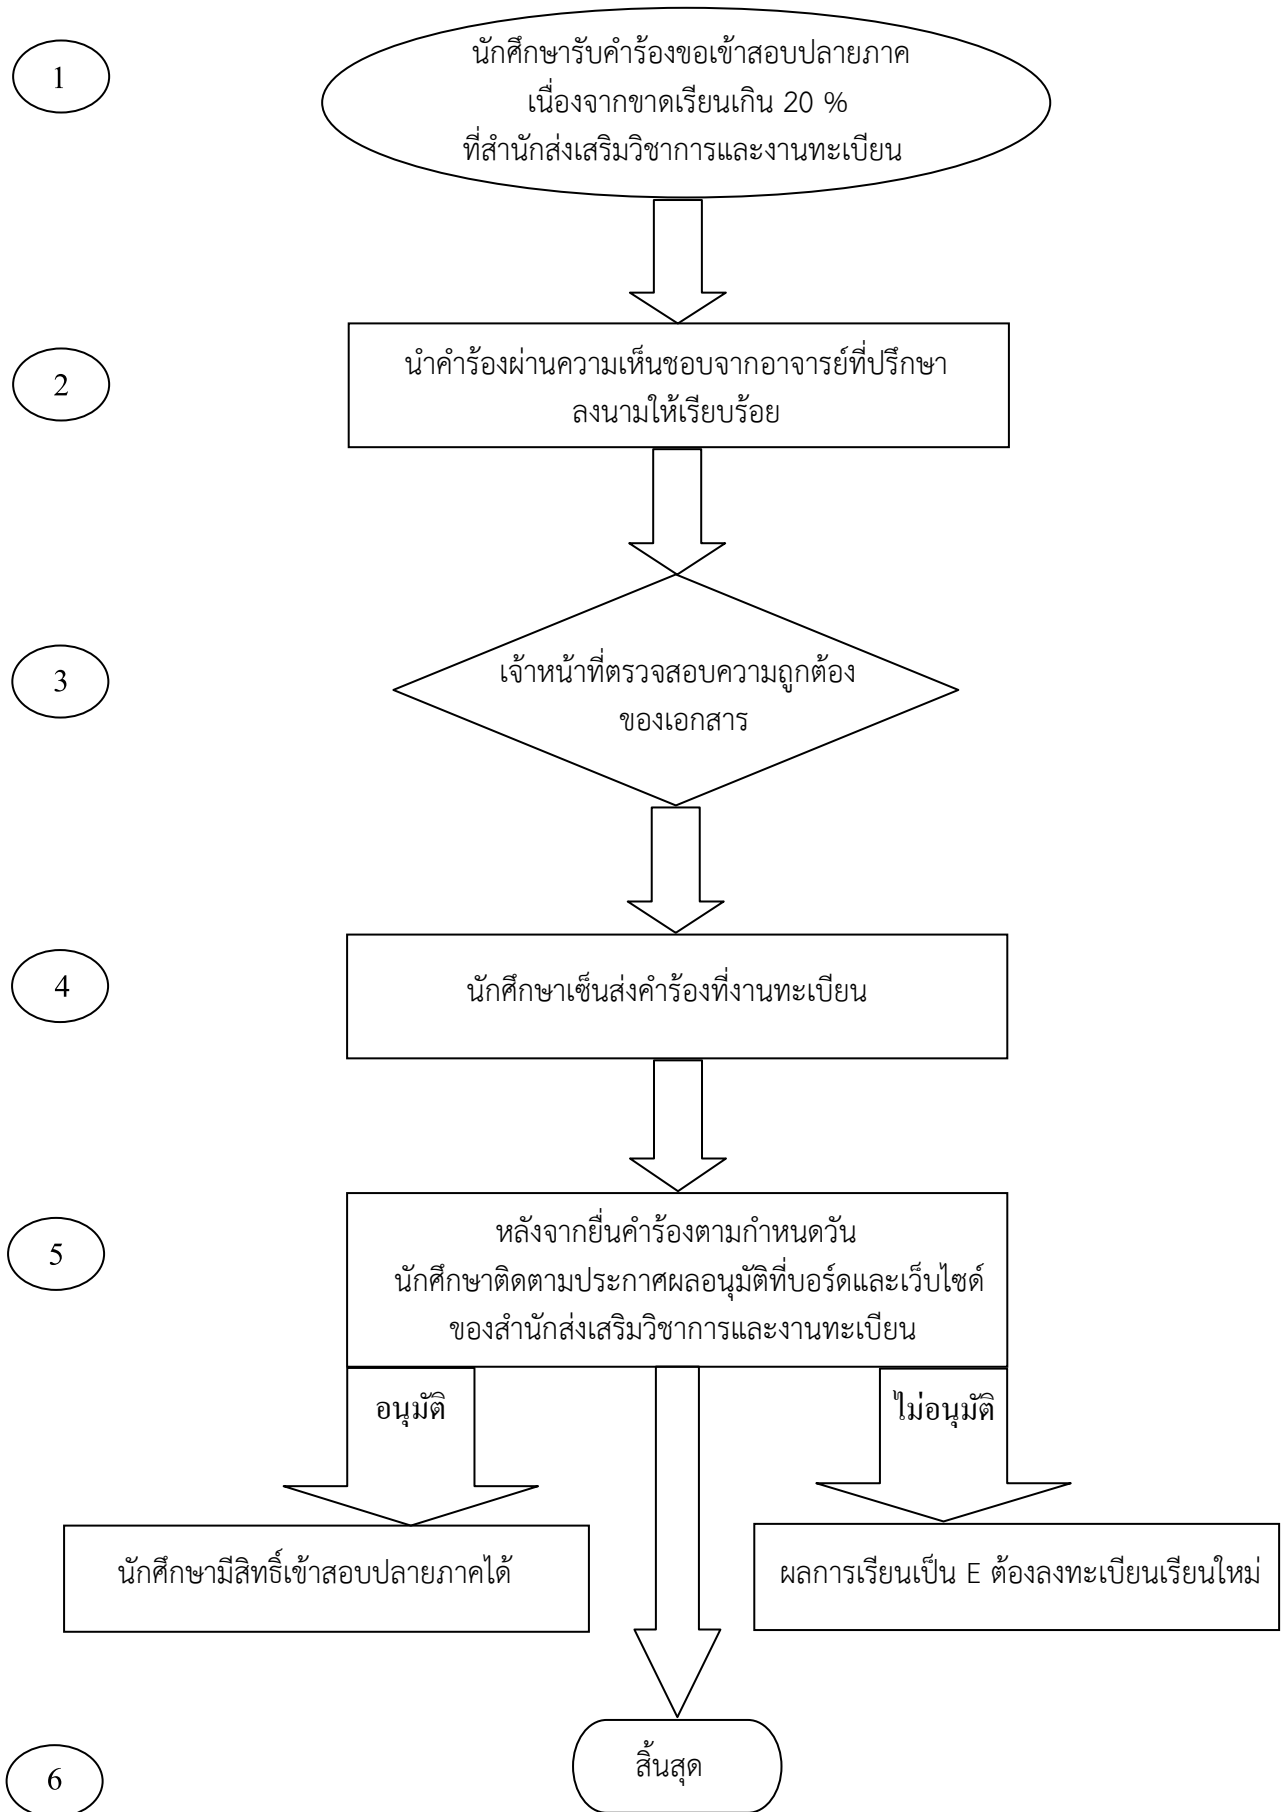 1
นักศึกษารับคำร้องขอเข้าสอบปลายภาค
เนื่องจากขาดเรียนเกิน 20 %
ที่สำนักส่งเสริมวิชาการและงานทะเบียน
2
นำคำร้องผ่านความเห็นชอบจากอาจารย์ที่ปรึกษา
ลงนามให้เรียบร้อย
3
เจ้าหน้าที่ตรวจสอบความถูกต้อง
ของเอกสาร
4
นักศึกษาเซ็นส่งคำร้องที่งานทะเบียน
5
หลังจากยื่นคำร้องตามกำหนดวัน
นักศึกษาติดตามประกาศผลอนุมัติที่บอร์ดและเว็บไซด์
ของสำนักส่งเสริมวิชาการและงานทะเบียน
อนุมัติ
ไม่อนุมัติ
นักศึกษามีสิทธิ์เข้าสอบปลายภาคได้
ผลการเรียนเป็น E ต้องลงทะเบียนเรียนใหม่
6
สิ้นสุด